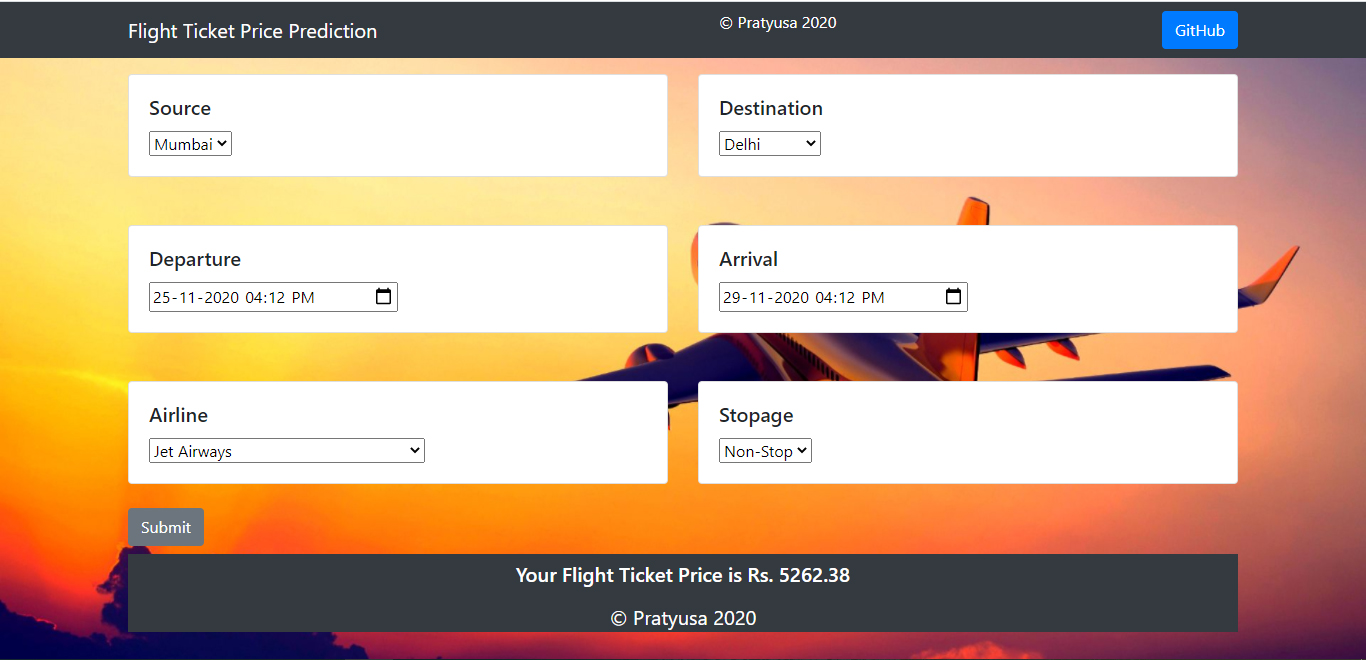 Flight Ticket Price Prediction
© Pratyusa 2020
GitHub
Source
Mumbai
Destination
Delhi
Departure
25-11-2020 04:12 PM
Arrival
29-11-2020 04:12 PM
Airline
Jet Airways
Stopage
Non-Stop
Submit
Your Flight Ticket Price is Rs. 5262.38
© Pratyusa 2020